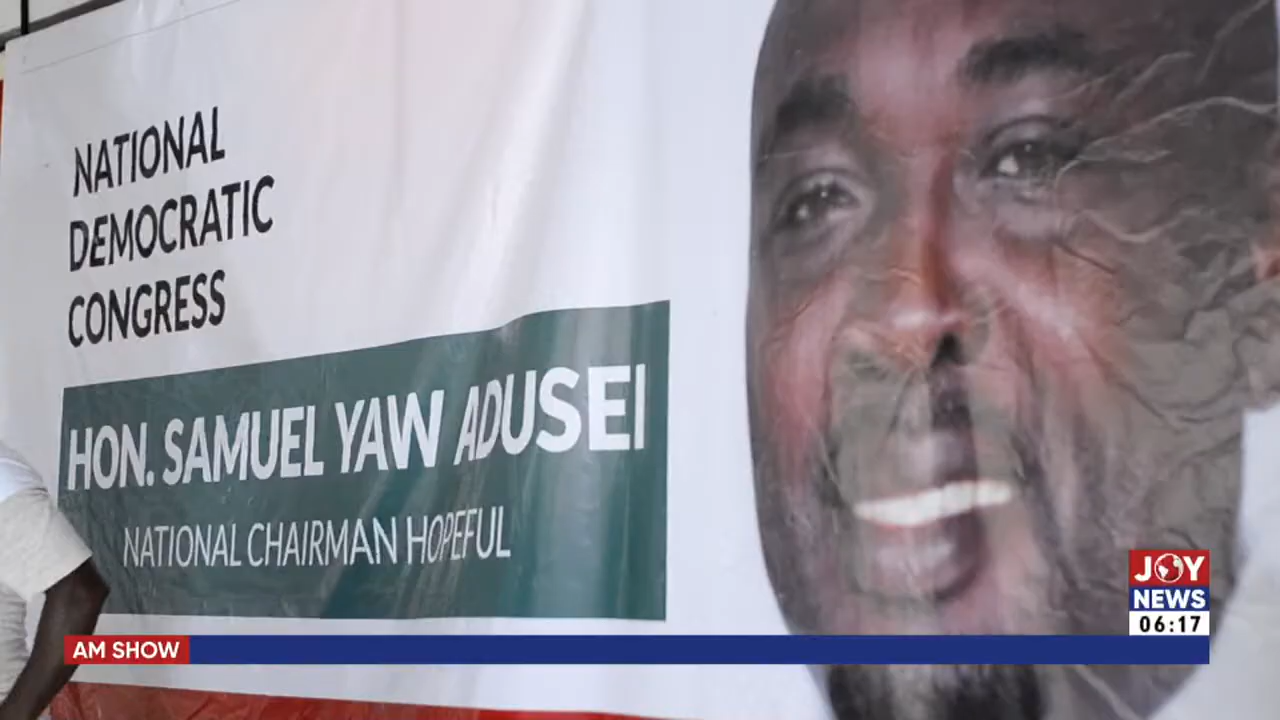 NATIONAL
DEMOCRATIC
CONGRESS
HON. SAMUEL YAW ADUSEI
NATIONAL CHAIRMAN HOPEFUL
JOY
NEWS
06:17
AM SHOW